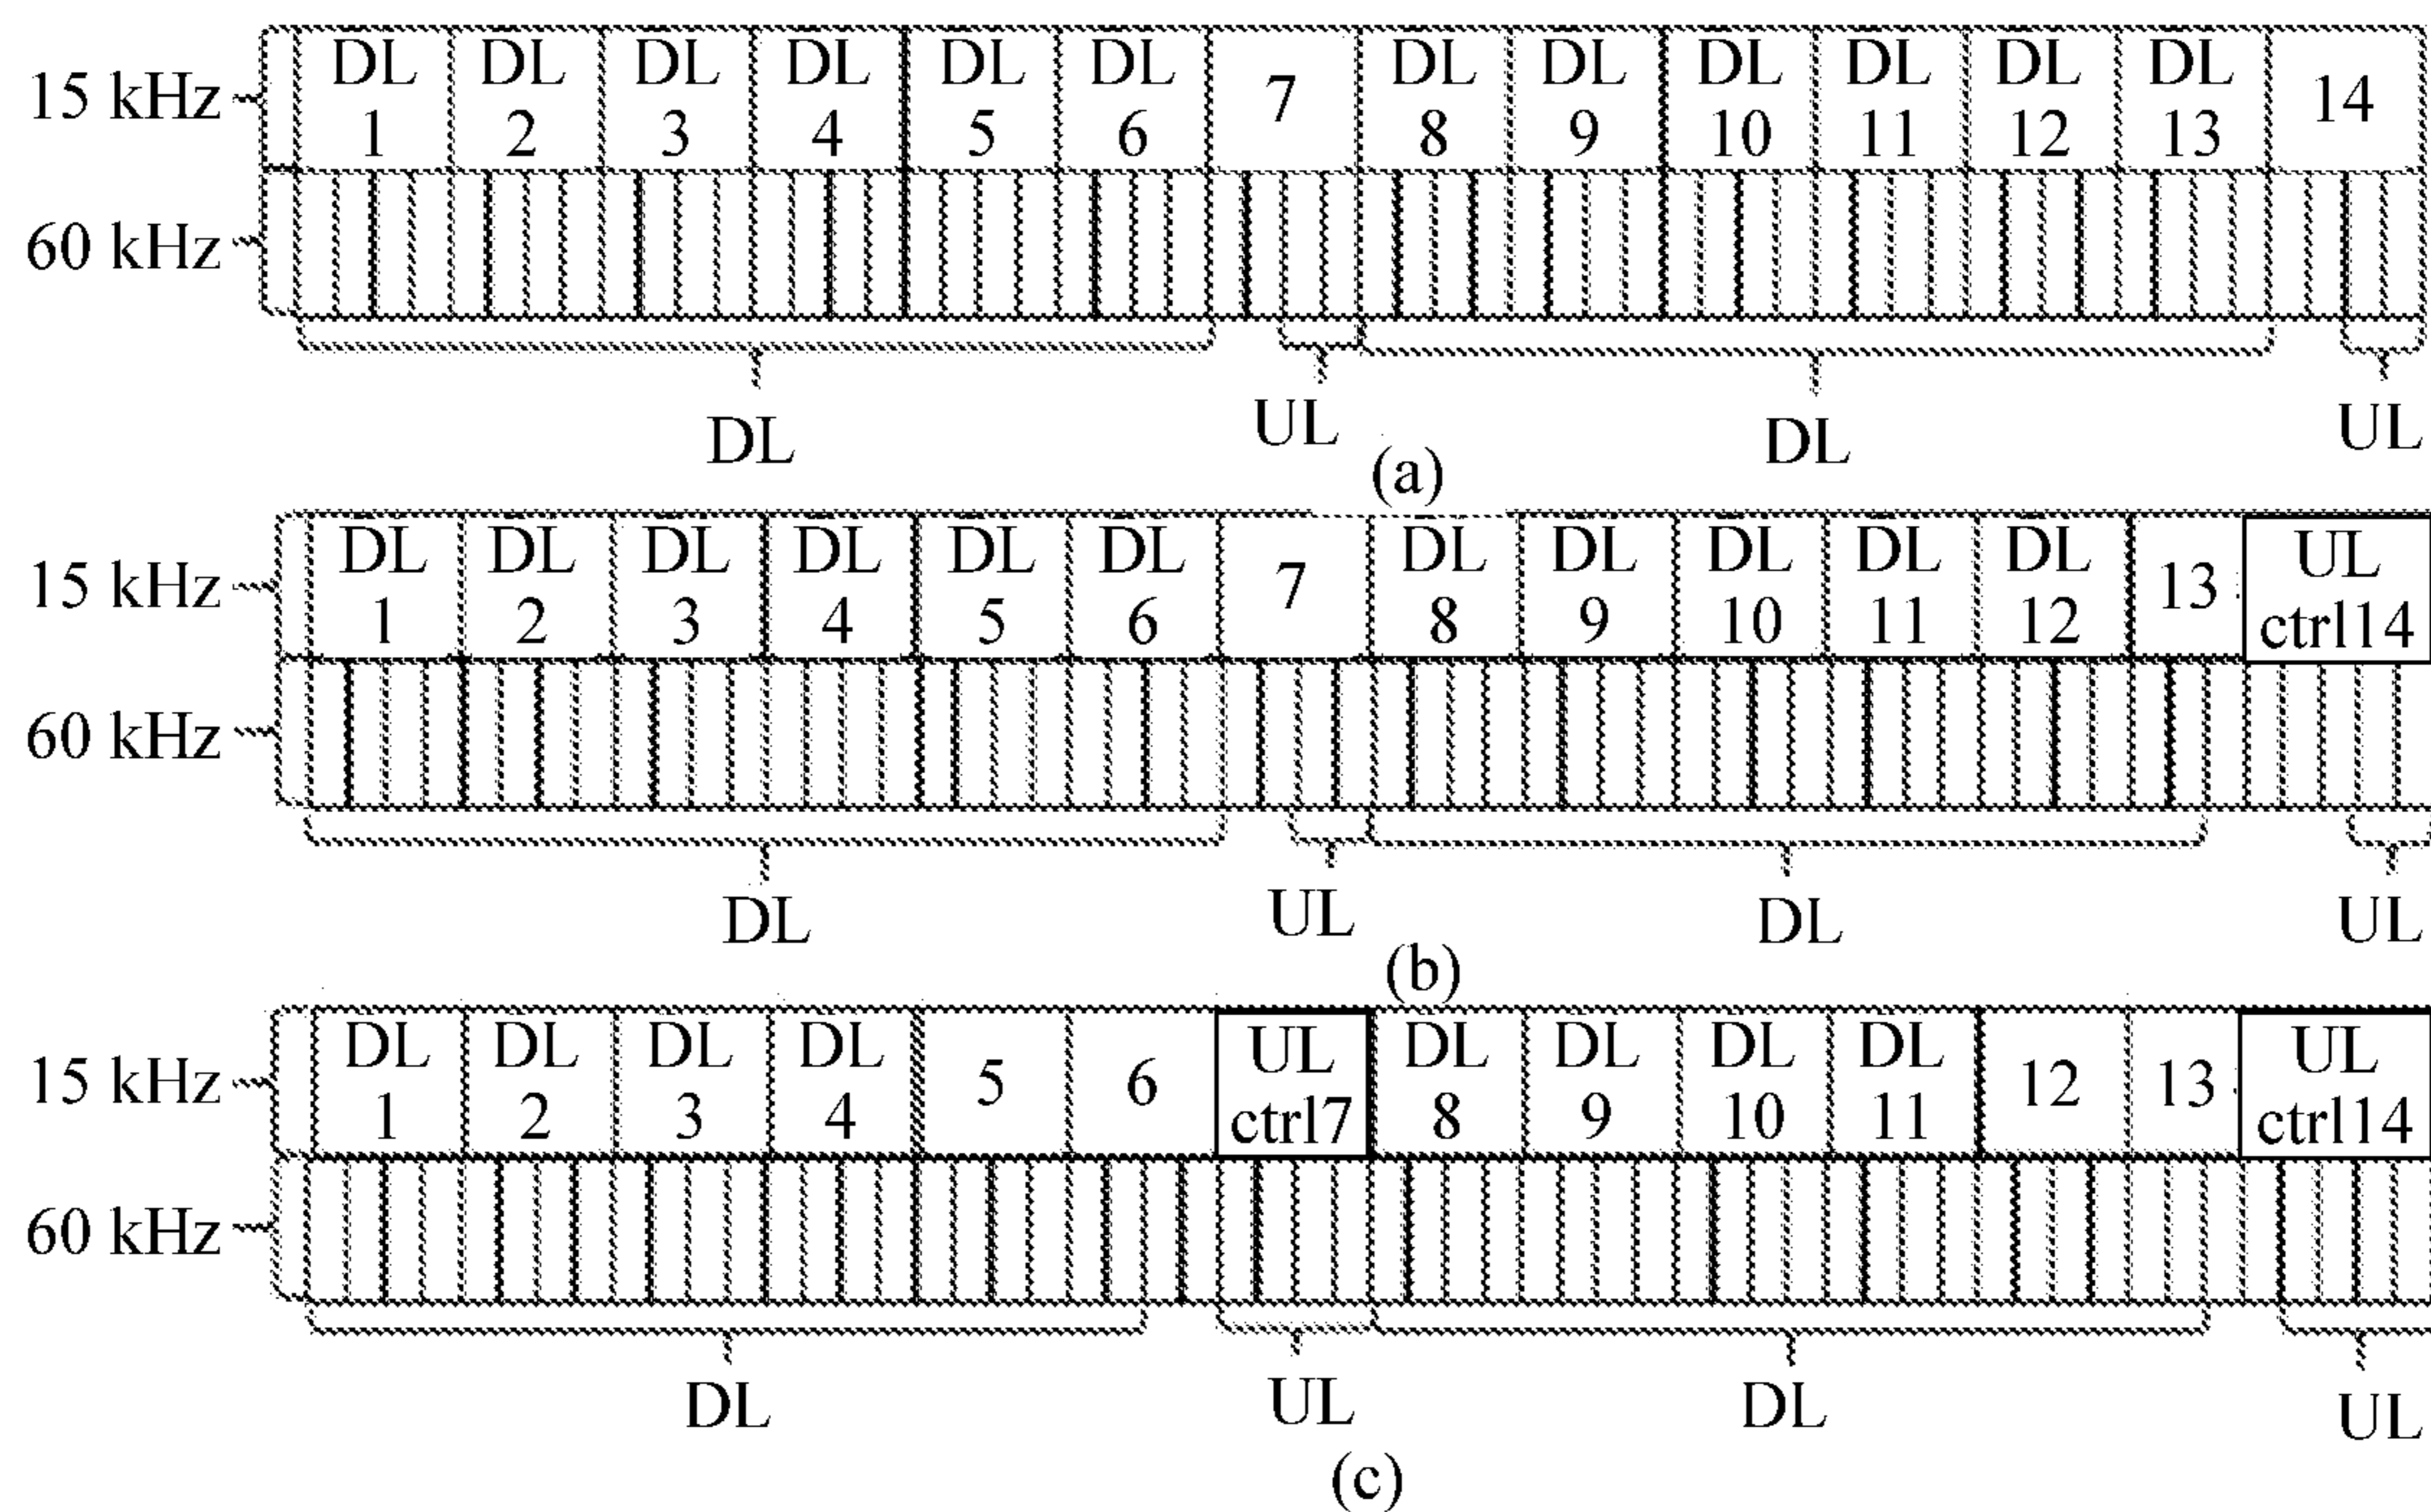 15 kHz DL 1 DL 2 DL 3 DL 4 DL 5 DL 6 7 DL 8 DL 9 DL 10 DL 11 DL 12 DL 13 14
60 kHz
DL UL DL UL
(a)
15 kHz DL 1 DL 2 DL 3 DL 4 DL 5 DL 6 7 DL 8 DL 9 DL 10 DL 11 DL 12 13 UL ctrl14
60 kHz
DL UL DL UL
(b)
15 kHz DL 1 DL 2 DL 3 DL 4 5 6 UL ctrl7 DL 8 DL 9 DL 10 DL 11 12 13 UL ctrl14
60 kHz
DL UL DL UL
(c)